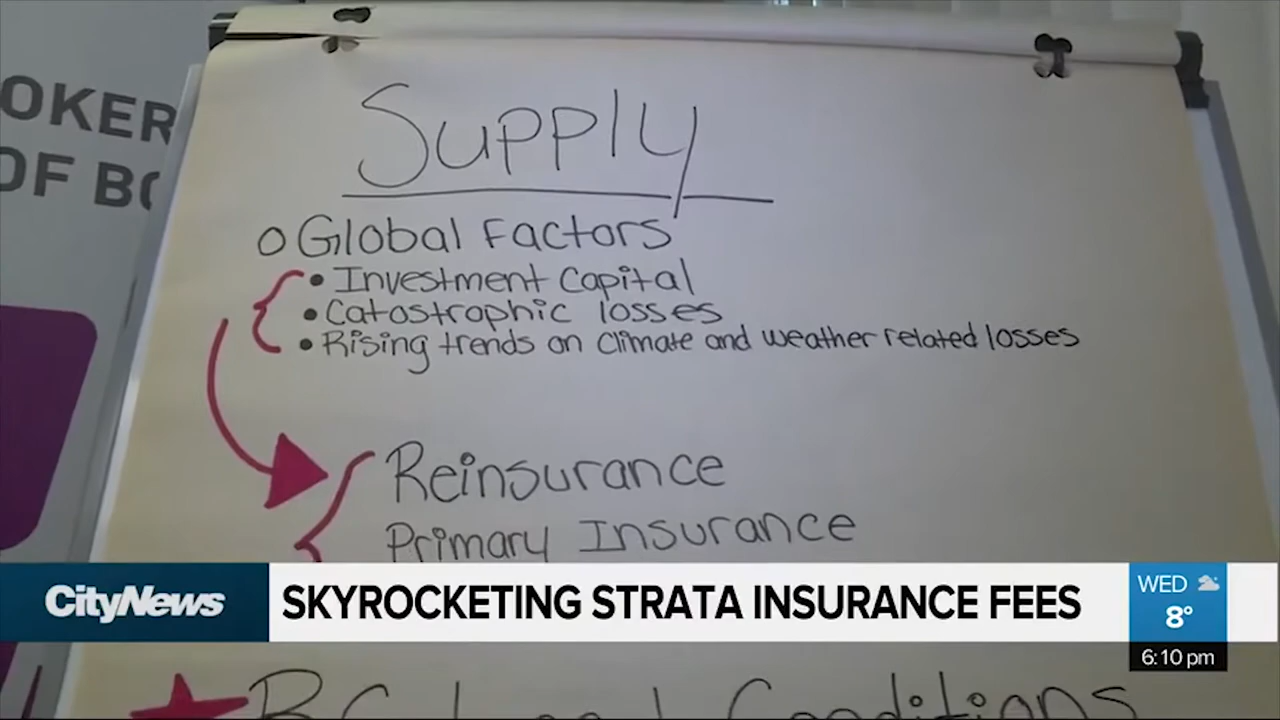 OKER
OF BC
Supply
Global Factors
• Investment Capital
• Catastrophic losses
• Rising trends on climate and weather related losses
Reinsurance
Primary Insurance
CityNews
SKYROCKETING STRATA INSURANCE FEES
WED
8°
6:10 pm
Conditions